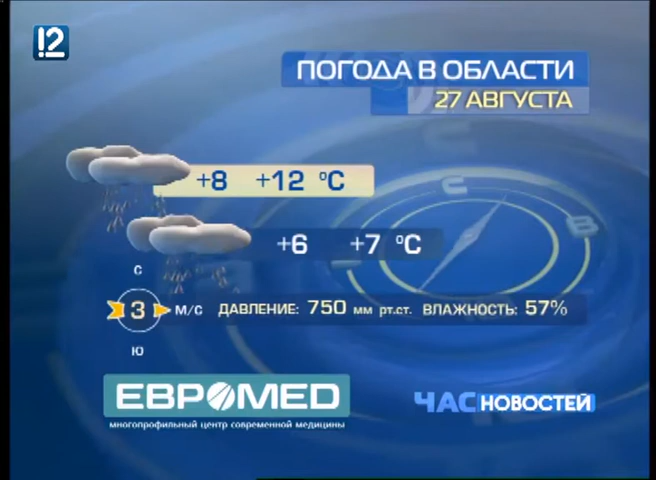 12
ПОГОДА В ОБЛАСТИ
27 АВГУСТА
+8 +12 °C
+6 +7 °C
С
3 М/С ДАВЛЕНИЕ: 750 мм рт.ст. ВЛАЖНОСТЬ: 57%
Ю
ЕВРОMED
многопрофильный центр современной медицины
ЧАС НОВОСТЕЙ
С
В